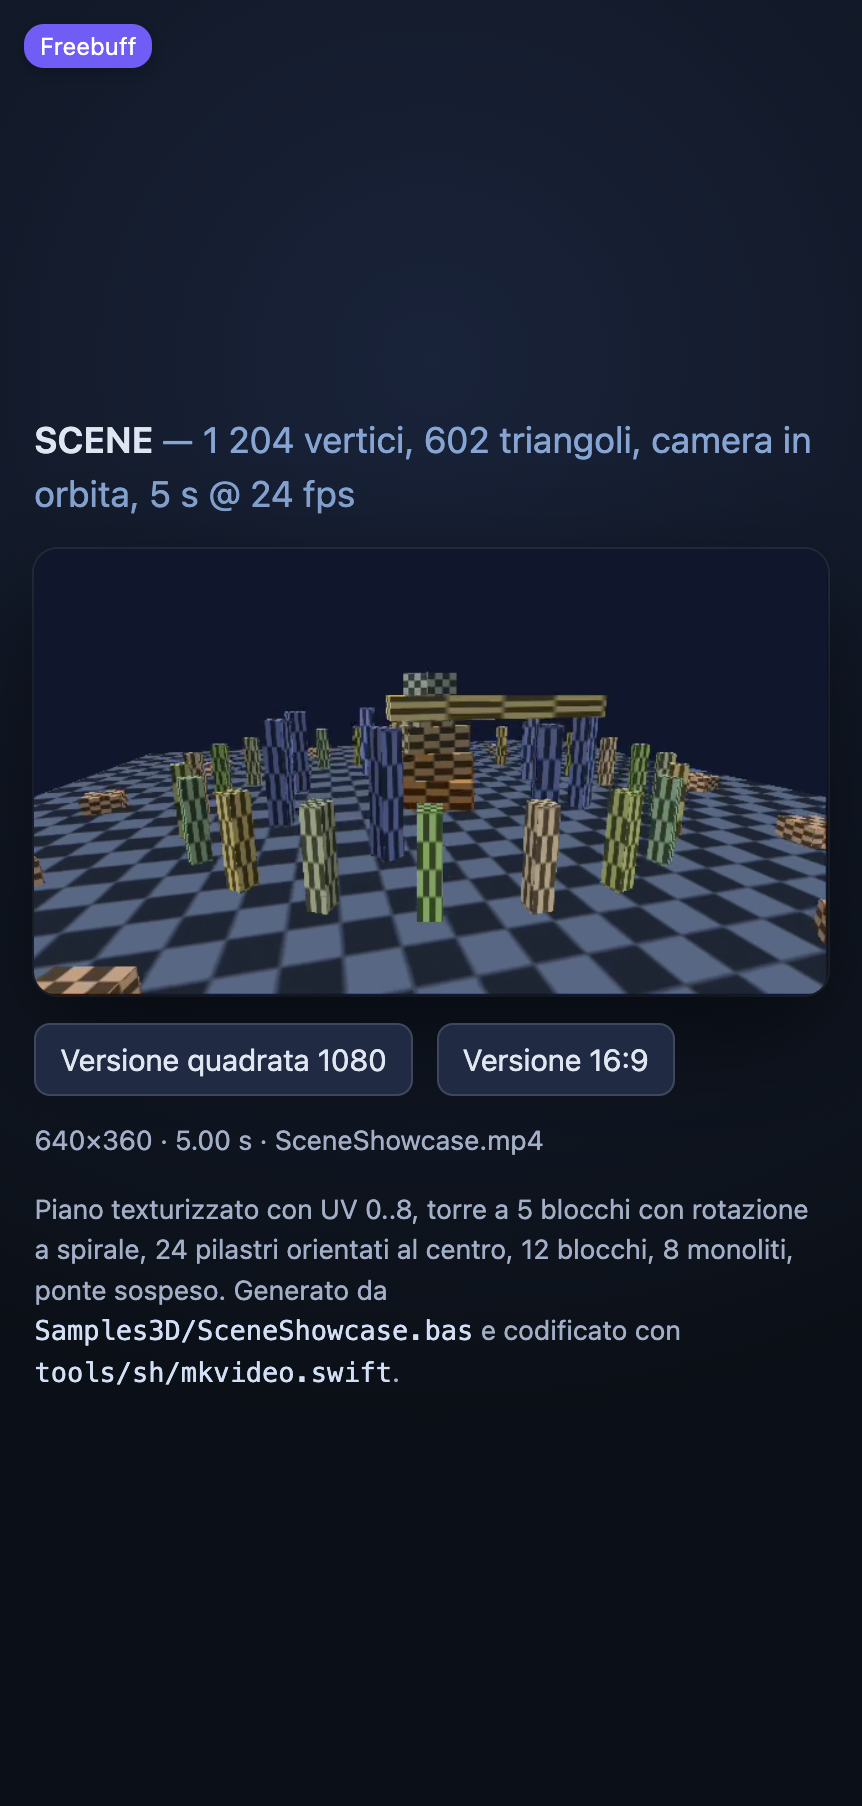 Freebuff
SCENE — 1 204 vertici, 602 triangoli, camera in
orbita, 5 s @ 24 fps
Versione quadrata 1080
Versione 16:9
640×360 · 5.00 s · SceneShowcase.mp4
Piano texturizzato con UV 0..8, torre a 5 blocchi con rotazione
a spirale, 24 pilastri orientati al centro, 12 blocchi, 8 monoliti,
ponte sospeso. Generato da
Samples3D/SceneShowcase.bas e codificato con
tools/sh/mkvideo.swift.